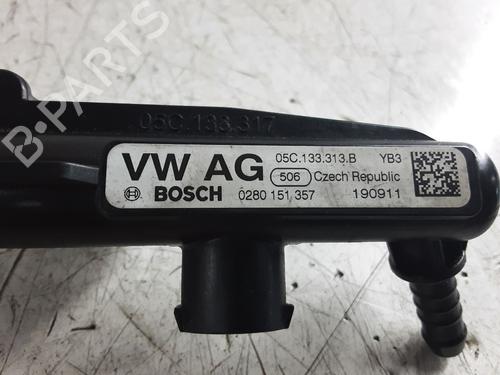 05C.133.317
VW AG 05C.133.313.B YB3
506 Czech Republic
BOSCH 0280 151 357 190911
B-PARTS